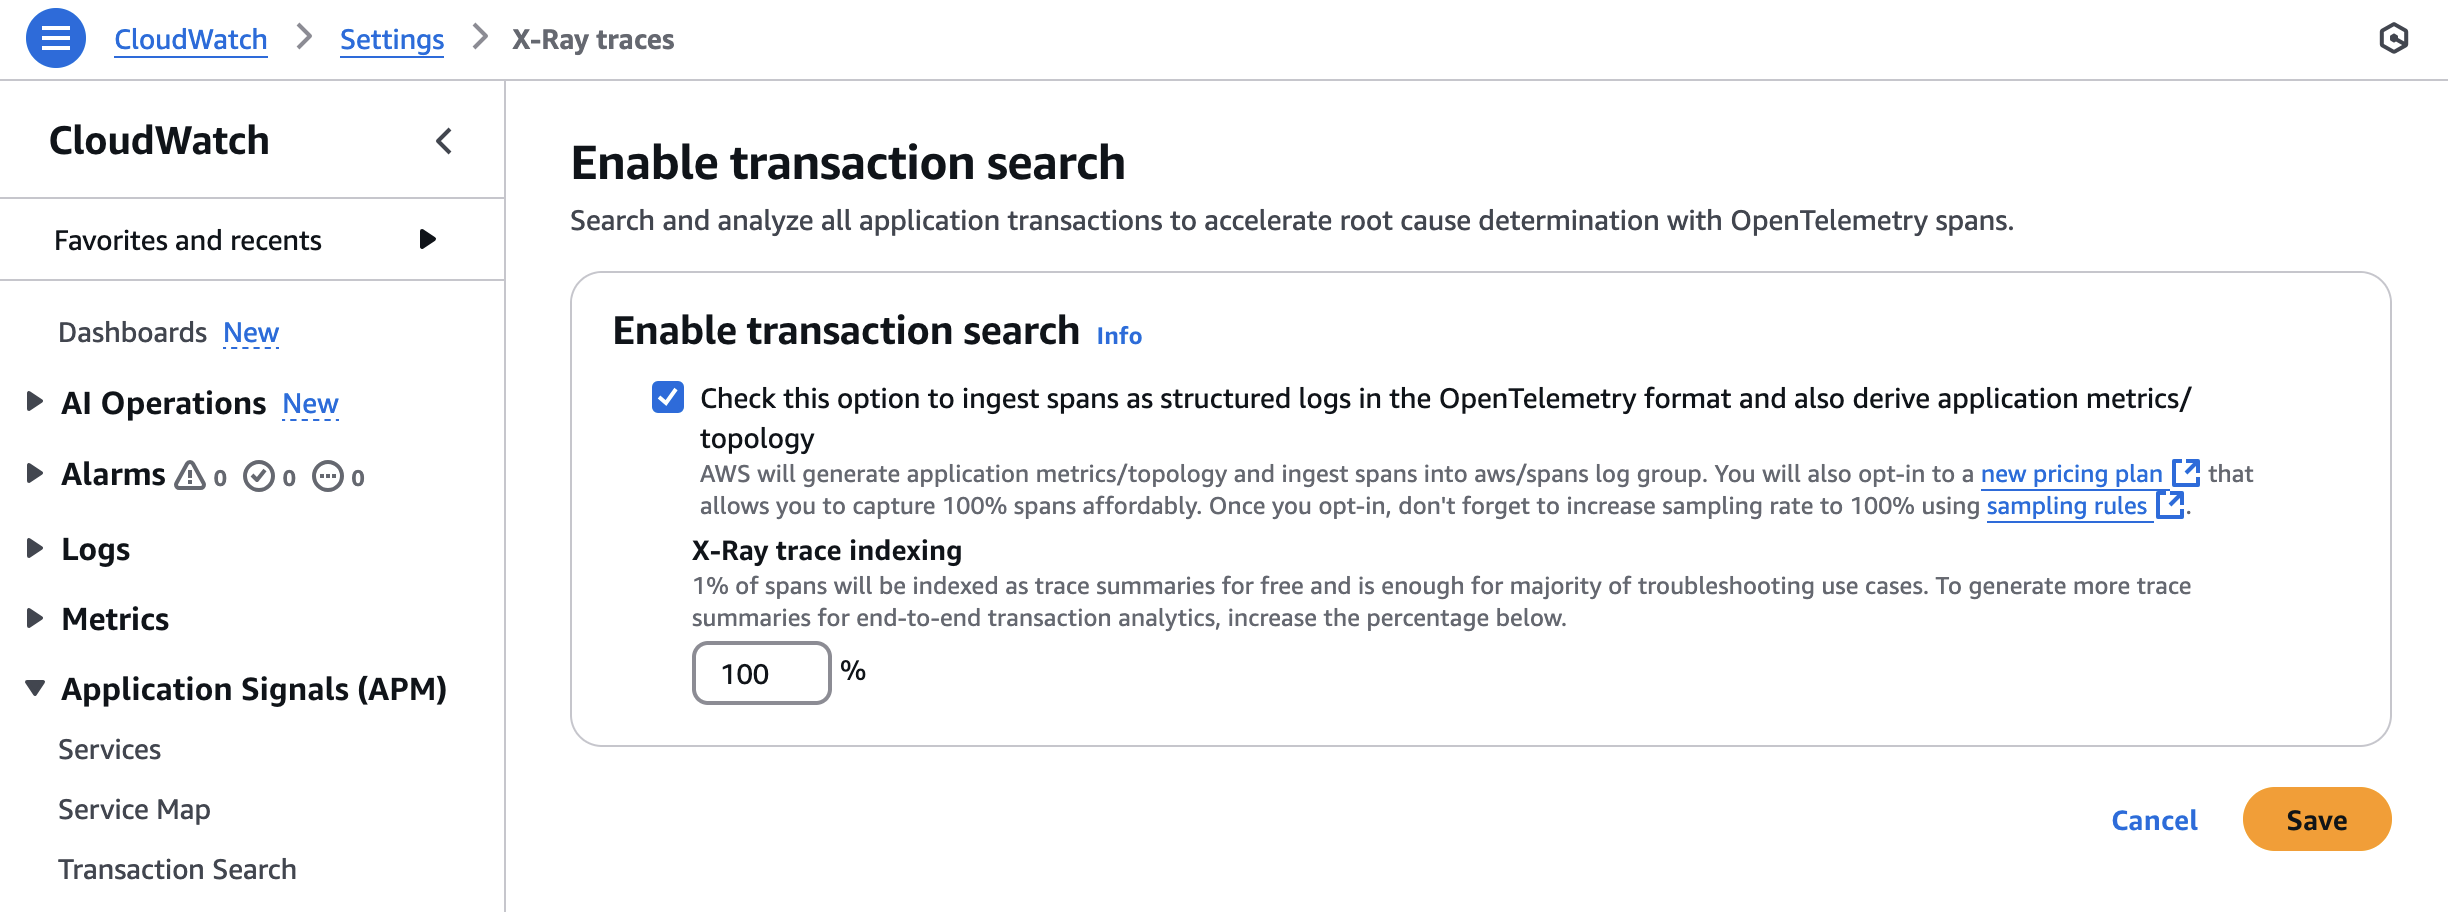 CloudWatch > Settings > X-Ray traces
CloudWatch
Favorites and recents
Dashboards New
AI Operations New
Alarms 0 0 0
Logs
Metrics
Application Signals (APM)
Services
Service Map
Transaction Search
Enable transaction search
Search and analyze all application transactions to accelerate root cause determination with OpenTelemetry spans.
Enable transaction search Info
Check this option to ingest spans as structured logs in the OpenTelemetry format and also derive application metrics/
topology
AWS will generate application metrics/topology and ingest spans into aws/spans log group. You will also opt-in to a new pricing plan that
allows you to capture 100% spans affordably. Once you opt-in, don't forget to increase sampling rate to 100% using sampling rules .
X-Ray trace indexing
1% of spans will be indexed as trace summaries for free and is enough for majority of troubleshooting use cases. To generate more trace
summaries for end-to-end transaction analytics, increase the percentage below.
100 %
Cancel Save